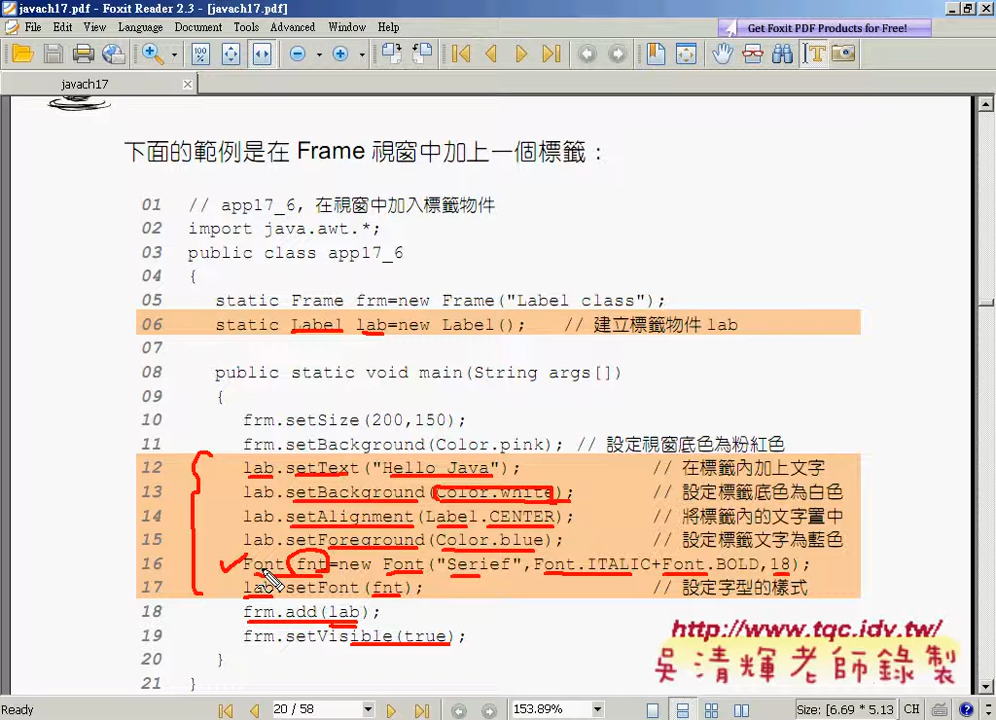 javach17.pdf - Foxit Reader 2.3 - [javach17.pdf]
File Edit View Language Document Tools Advanced Window Help
Get Foxit PDF Products for Free!
javach17
下面的範例是在 Frame 視窗中加上一個標籤：
01 // app17_6, 在視窗中加入標籤物件
02 import java.awt.*;
03 public class app17_6
04 {
05 static Frame frm=new Frame("Label class");
06 static Label lab=new Label(); // 建立標籤物件 lab
07
08 public static void main(String args[])
09 {
10 frm.setSize(200,150);
11 frm.setBackground(Color.pink); // 設定視窗底色為粉紅色
12 lab.setText("Hello Java"); // 在標籤內加上文字
13 lab.setBackground(Color.white); // 設定標籤底色為白色
14 lab.setAlignment(Label.CENTER); // 將標籤內的文字置中
15 lab.setForeground(Color.blue); // 設定標籤文字為藍色
16 Font fnt=new Font("Serief",Font.ITALIC+Font.BOLD,18);
17 lab.setFont(fnt); // 設定字型的樣式
18 frm.add(lab);
19 frm.setVisible(true);
20 }
21 }
http://www.tqc.idv.tw/
吳清輝老師錄製
Ready 20 / 58 153.89% Size: [6.69 * 5.13 CH